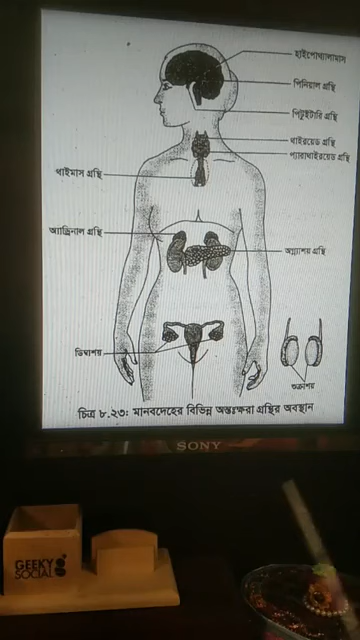 হাইপোথ্যালামাস
পিনিয়াল গ্রন্থি
পিটুইটারি গ্রন্থি
থাইরয়েড গ্রন্থি
প্যারাথাইরয়েড গ্রন্থি
থাইমাস গ্রন্থি
অ্যাড্রিনাল গ্রন্থি
অগ্ন্যাশয় গ্রন্থি
ডিম্বাশয়
শুক্রাশয়
চিত্র ৮.২৩: মানবদেহের বিভিন্ন অন্তঃক্ষরা গ্রন্থির অবস্থান
SONY
GEEKY
SOCIAL